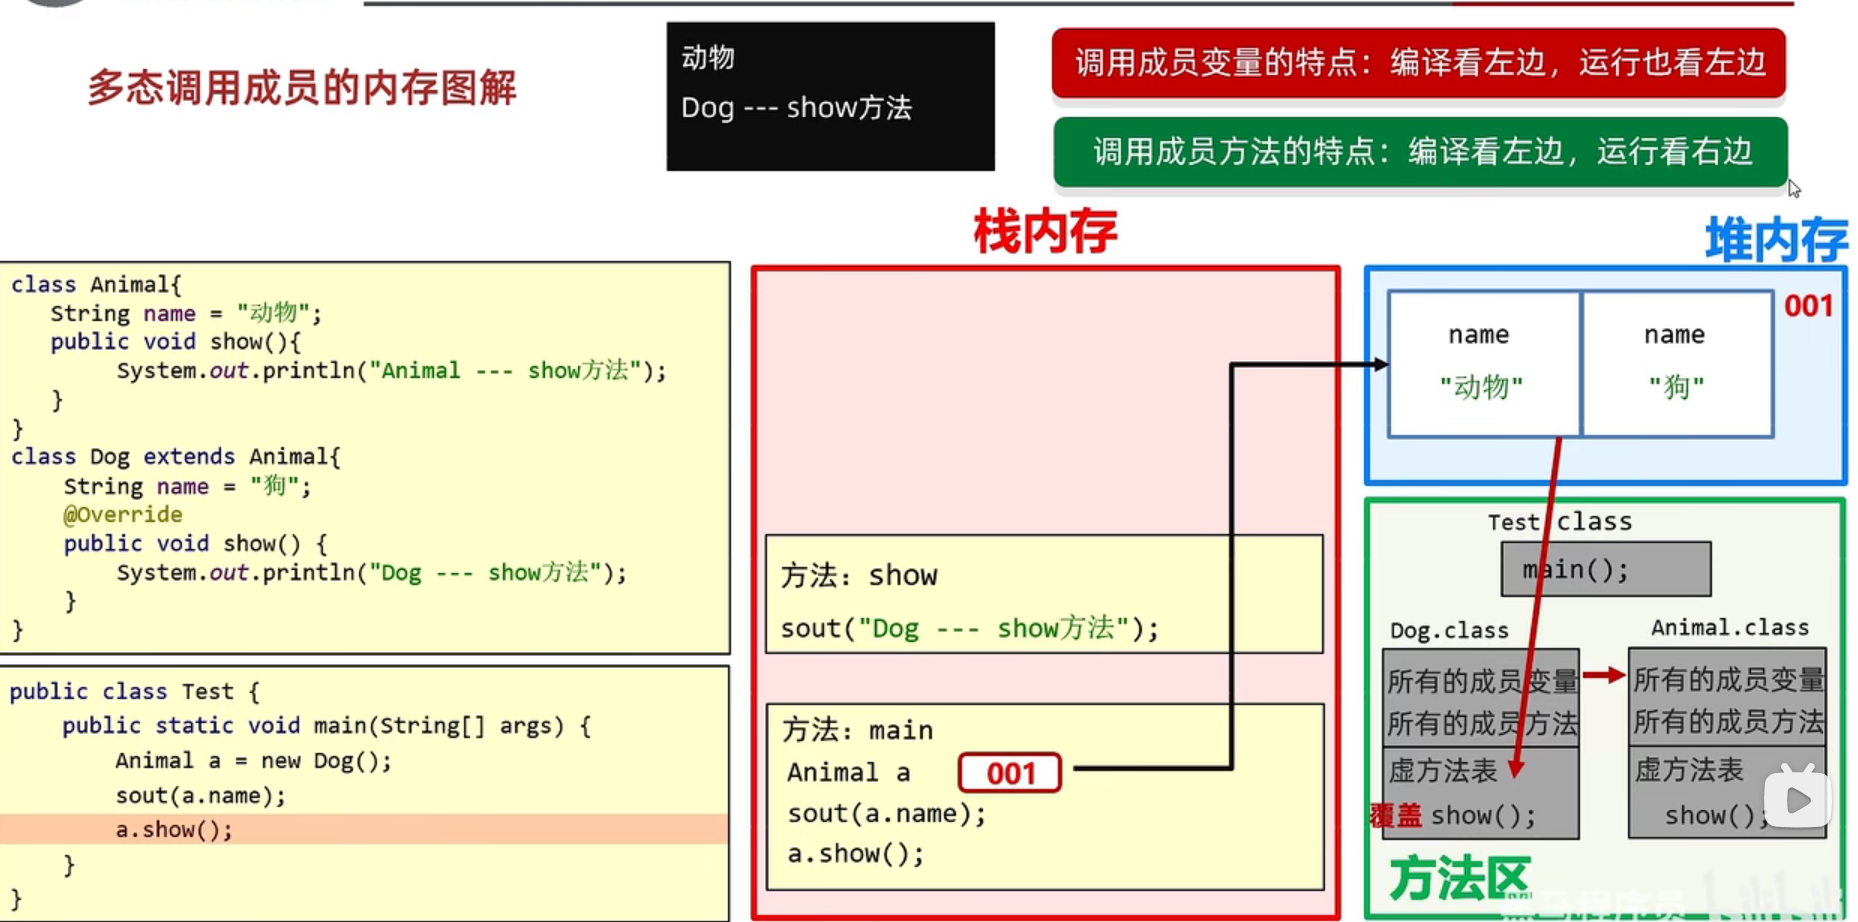 多态调用成员的内存图解
动物
Dog --- show方法
调用成员变量的特点：编译看左边，运行也看左边
调用成员方法的特点：编译看左边，运行看右边
class Animal{
String name = "动物";
public void show(){
System.out.println("Animal --- show方法");
}
}
class Dog extends Animal{
String name = "狗";
@Override
public void show() {
System.out.println("Dog --- show方法");
}
}
public class Test {
public static void main(String[] args) {
Animal a = new Dog();
sout(a.name);
a.show();
}
}
栈内存
方法：show
sout("Dog --- show方法");
方法：main
Animal a 001
sout(a.name);
a.show();
堆内存
001
name
"动物"
name
"狗"
Test.class
main();
Dog.class
所有的成员变量
所有的成员方法
虚方法表
覆盖 show();
Animal.class
所有的成员变量
所有的成员方法
虚方法表
show();
方法区
黑马程序员
bilibili